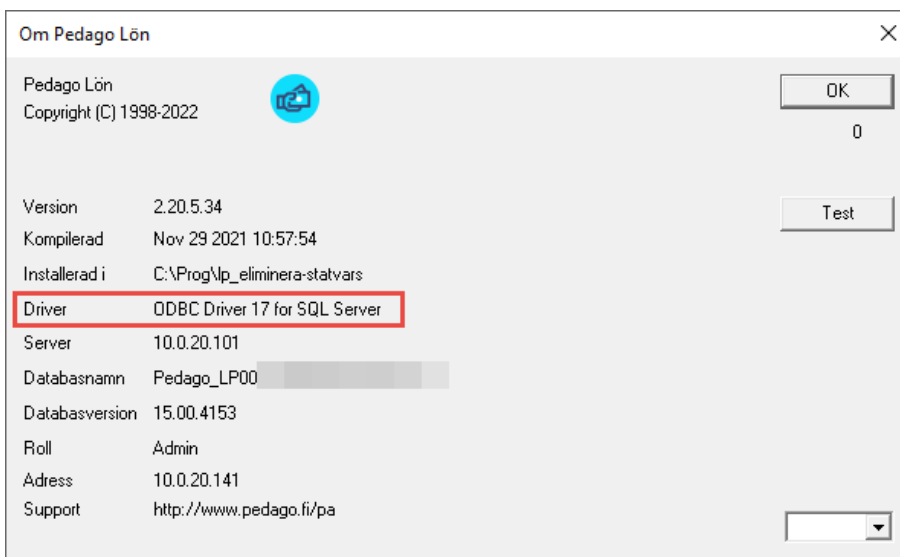 Om Pedago Lön
Pedago Lön
Copyright (C) 1998-2022
OK
0
Version 2.20.5.34
Test
Kompilerad Nov 29 2021 10:57:54
Installerad i C:\Prog\lp_eliminera-statvars
Driver ODBC Driver 17 for SQL Server
Server 10.0.20.101
Databasnamn Pedago_LP00
Databasversion 15.00.4153
Roll Admin
Adress 10.0.20.141
Support http://www.pedago.fi/pa